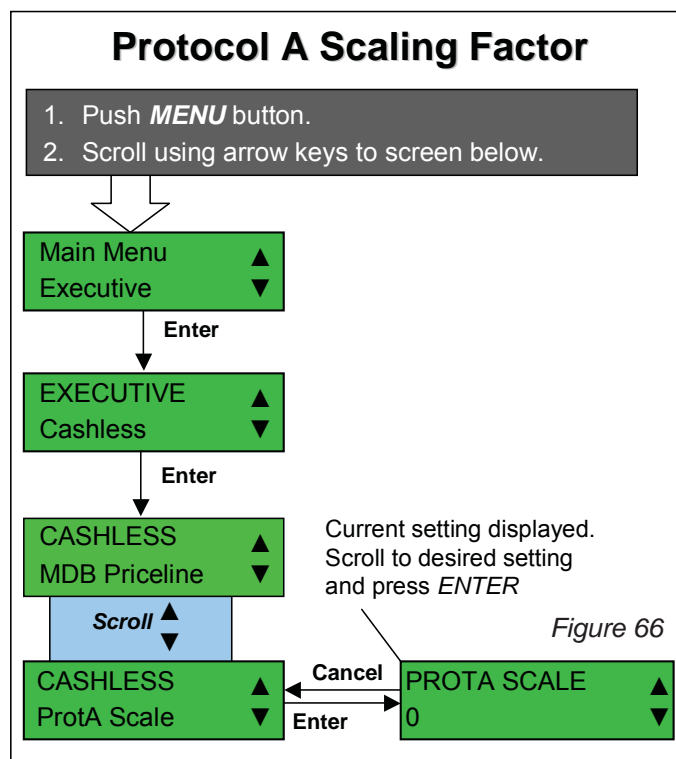 Protocol A Scaling Factor
1. Push MENU button.
2. Scroll using arrow keys to screen below.
Main Menu ▲
Executive ▼
Enter
EXECUTIVE ▲
Cashless ▼
Enter
CASHLESS ▲
MDB Priceline ▼
Current setting displayed.
Scroll to desired setting
and press ENTER
Scroll ▲
▼
Figure 66
CASHLESS ▲
ProtA Scale ▼
Cancel
Enter
PROTA SCALE ▲
0 ▼